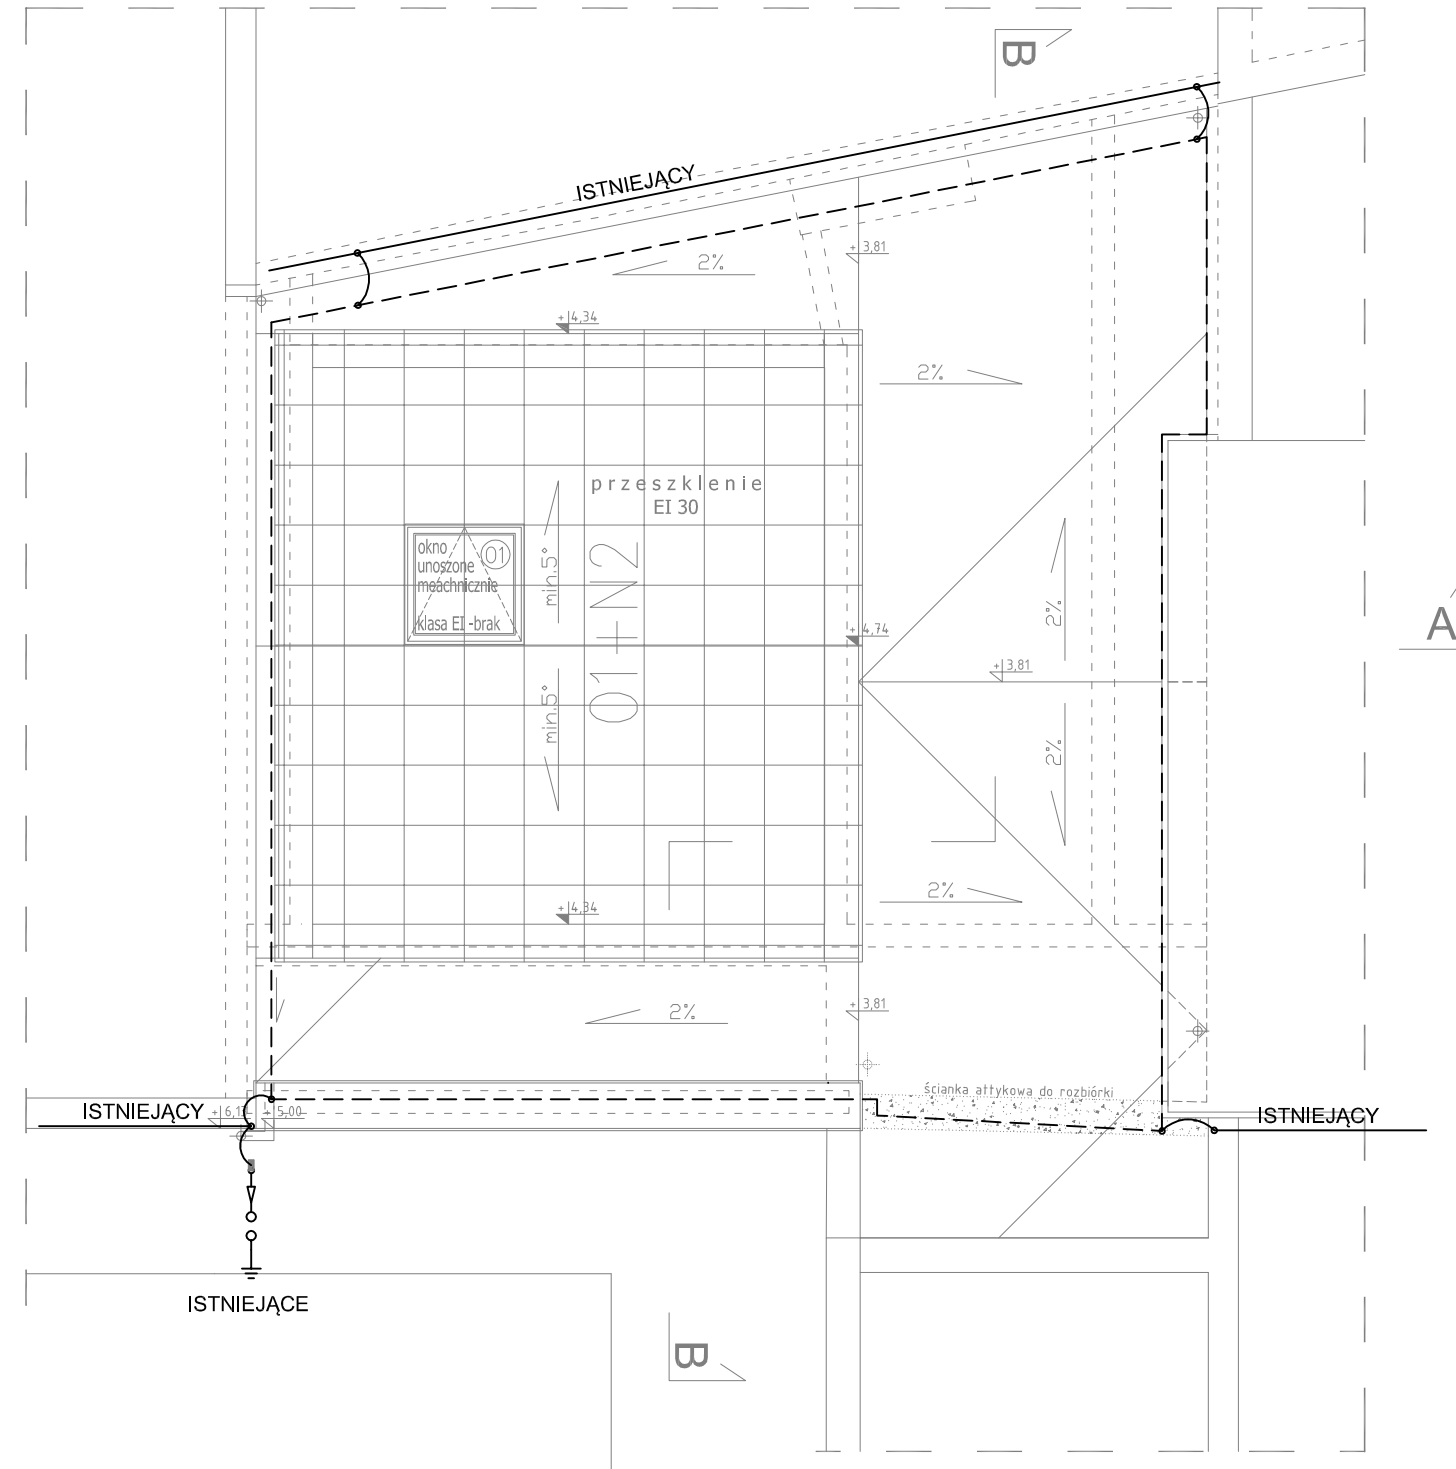 B
ISTNIEJĄCY
+ 3,81
2%
+ 4,34
2%
przeszklenie
EI 30
okno
unoszone
meachnicznie
klasa EI -brak
01
min.5°
01+N2
2%
A
+ 4,74
+ 3,81
min.5°
2%
2%
+ 4,34
+ 3,81
2%
ścianka attykowa do rozbiórki
ISTNIEJĄCY
+ 5,00
ISTNIEJĄCY
ISTNIEJĄCE
B